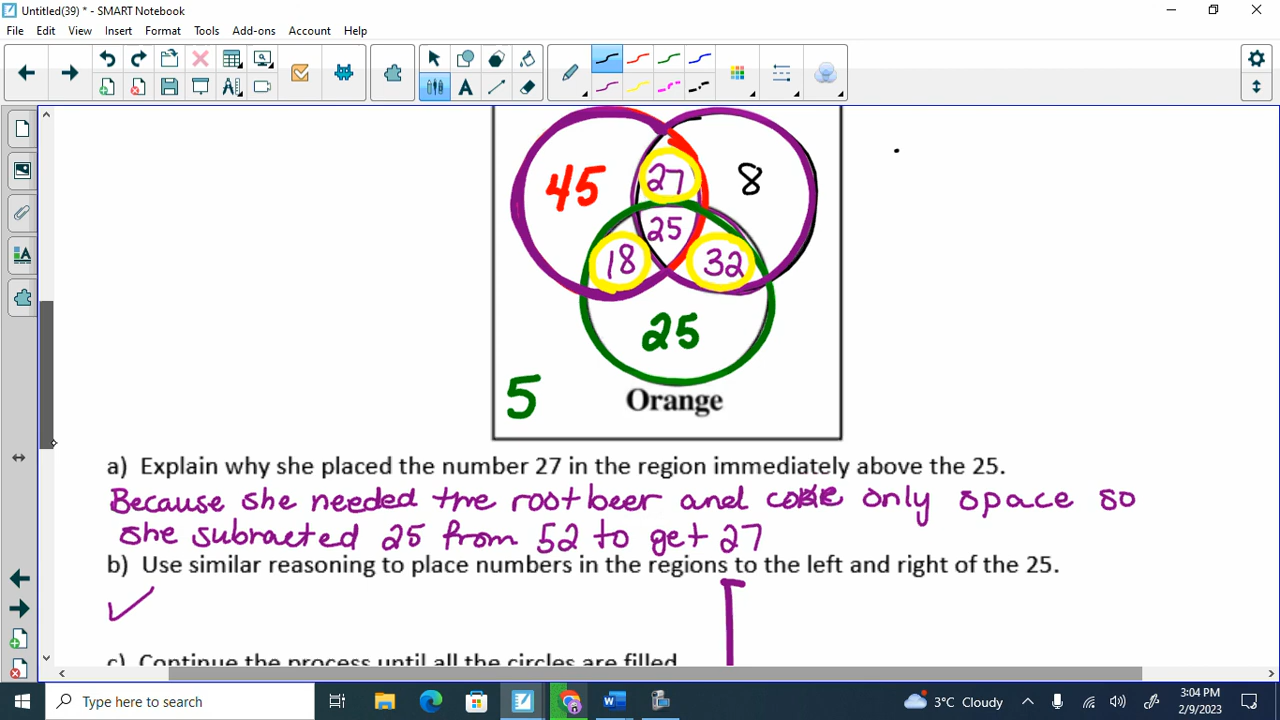 Untitled(39) * - SMART Notebook
File Edit View Insert Format Tools Add-ons Account Help
45 27 8
25
18 32
25
5 Orange
a) Explain why she placed the number 27 in the region immediately above the 25.
Because she needed the rootbeer and coke only space so
she subracted 25 from 52 to get 27
b) Use similar reasoning to place numbers in the regions to the left and right of the 25.
c) Continue the process until all the circles are filled
Type here to search
3°C Cloudy
3:04 PM
2/9/2023